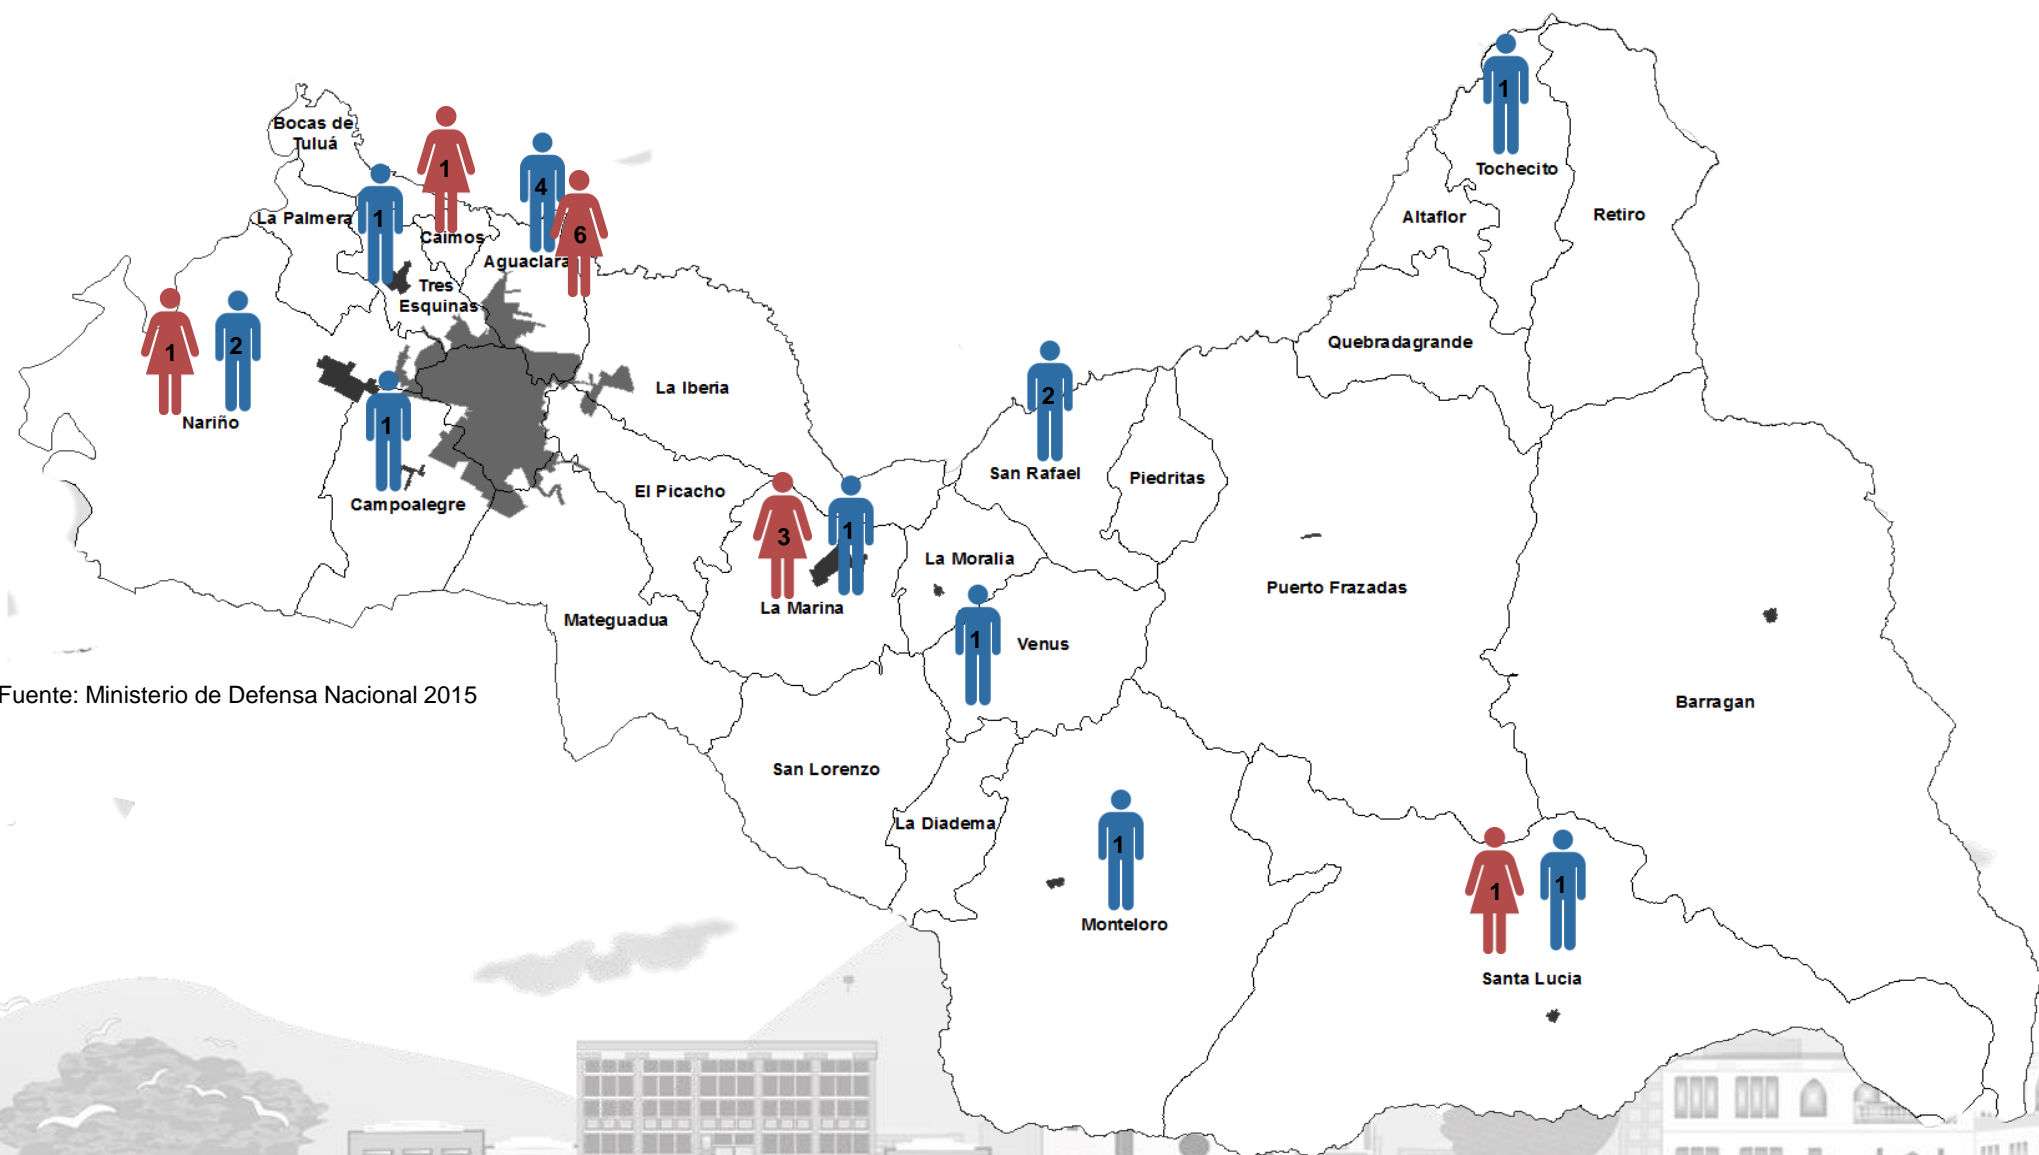 1
Tochecito
Bocas de
Tuluá
1
4
1
6
La Palmera
Caimos
Aguaclara
Tres
Esquinas
Altaflor
Retiro
1
2
Nariño
Quebradagrande
La Iberia
1
Campoalegre
2
San Rafael
Piedritas
El Picacho
3
1
La Marina
La Moralia
Puerto Frazadas
Mateguadua
1
Venus
Fuente: Ministerio de Defensa Nacional 2015
Barragan
San Lorenzo
La Diadema
1
Monteloro
1
1
Santa Lucia